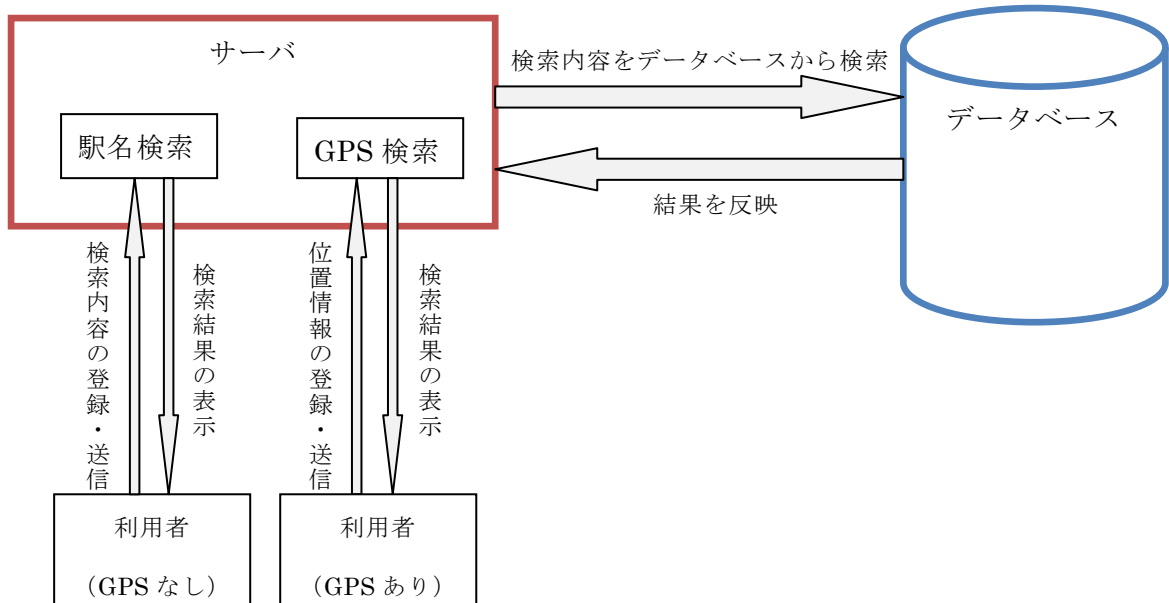 サーバ
検索内容をデータベースから検索
データベース
駅名検索
GPS 検索
結果を反映
検索内容の登録・送信
検索結果の表示
位置情報の登録・送信
検索結果の表示
利用者
（GPS なし）
利用者
（GPS あり）